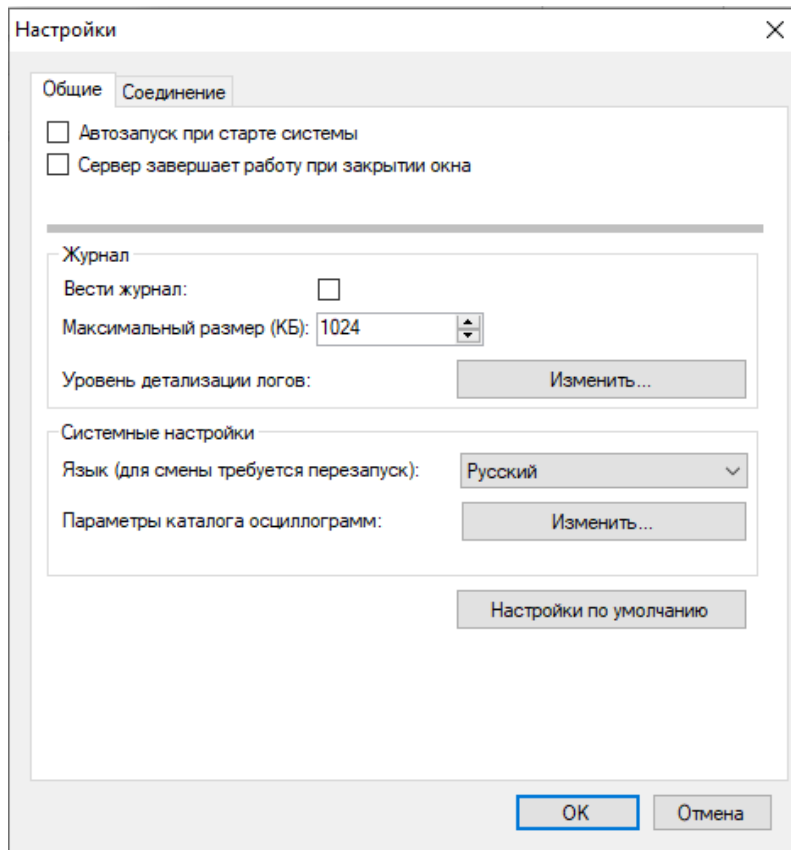 Настройки
Общие Соединение
Автозапуск при старте системы
Сервер завершает работу при закрытии окна
Журнал
Вести журнал:
Максимальный размер (КБ): 1024
Уровень детализации логов: Изменить...
Системные настройки
Язык (для смены требуется перезапуск): Русский
Параметры каталога осциллограмм: Изменить...
Настройки по умолчанию
OK Отмена